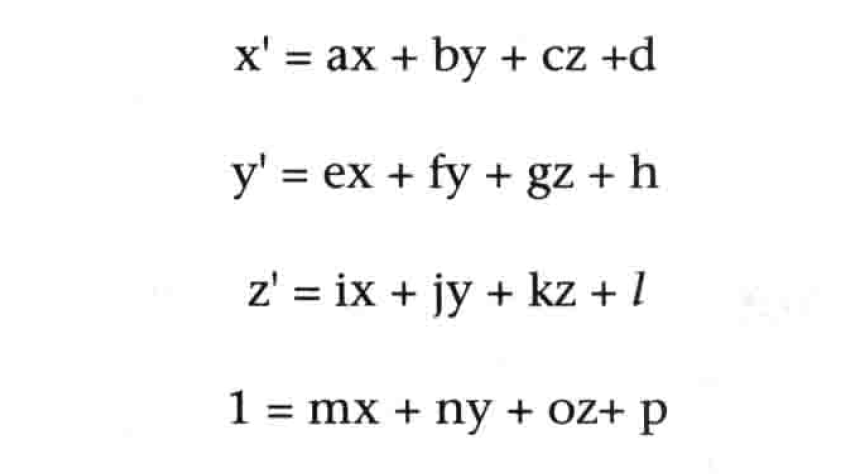 x' = ax + by + cz +d
y' = ex + fy + gz + h
z' = ix + jy + kz + l
1 = mx + ny + oz+ p